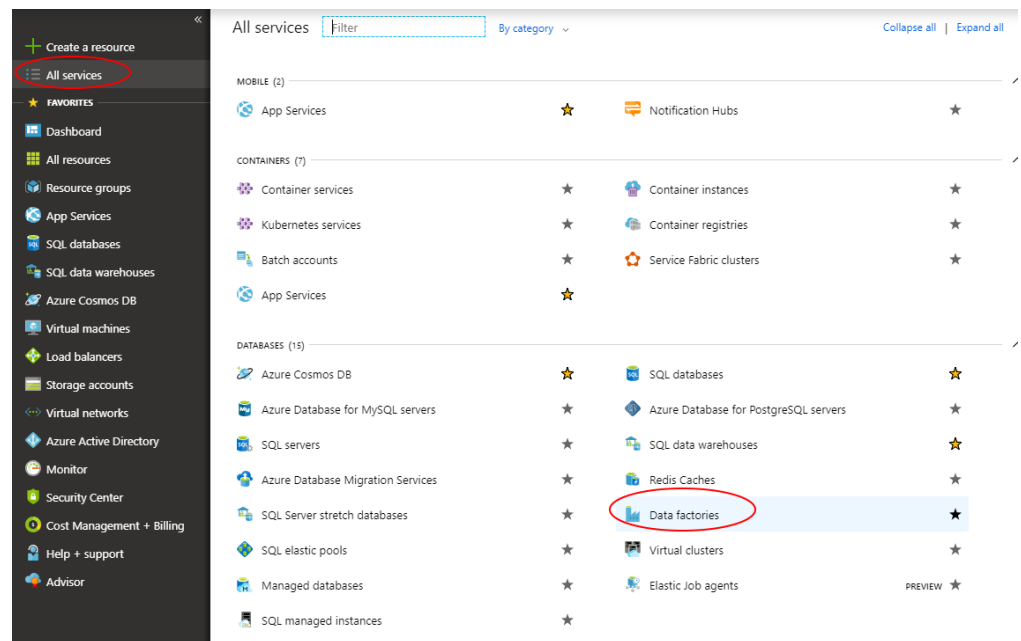 «
Create a resource
All services
FAVORITES
Dashboard
All resources
Resource groups
App Services
SQL databases
SQL data warehouses
Azure Cosmos DB
Virtual machines
Load balancers
Storage accounts
Virtual networks
Azure Active Directory
Monitor
Security Center
Cost Management + Billing
Help + support
Advisor
All services Filter By category Collapse all | Expand all
MOBILE (2)
App Services Notification Hubs
CONTAINERS (7)
Container services Container instances
Kubernetes services Container registries
Batch accounts Service Fabric clusters
App Services
DATABASES (15)
Azure Cosmos DB SQL databases
Azure Database for MySQL servers Azure Database for PostgreSQL servers
SQL servers SQL data warehouses
Azure Database Migration Services Redis Caches
SQL Server stretch databases Data factories
SQL elastic pools Virtual clusters
Managed databases Elastic Job agents PREVIEW
SQL managed instances